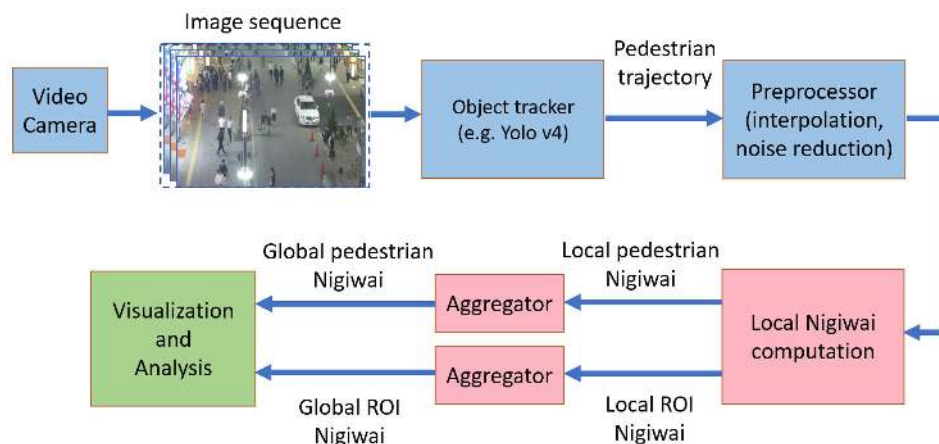 Image sequence
Video
Camera
Object tracker
(e.g. Yolo v4)
Pedestrian
trajectory
Preprocessor
(interpolation,
noise reduction)
Global pedestrian
Nigiwai
Local pedestrian
Nigiwai
Visualization
and
Analysis
Aggregator
Aggregator
Local Nigiwai
computation
Global ROI
Nigiwai
Local ROI
Nigiwai